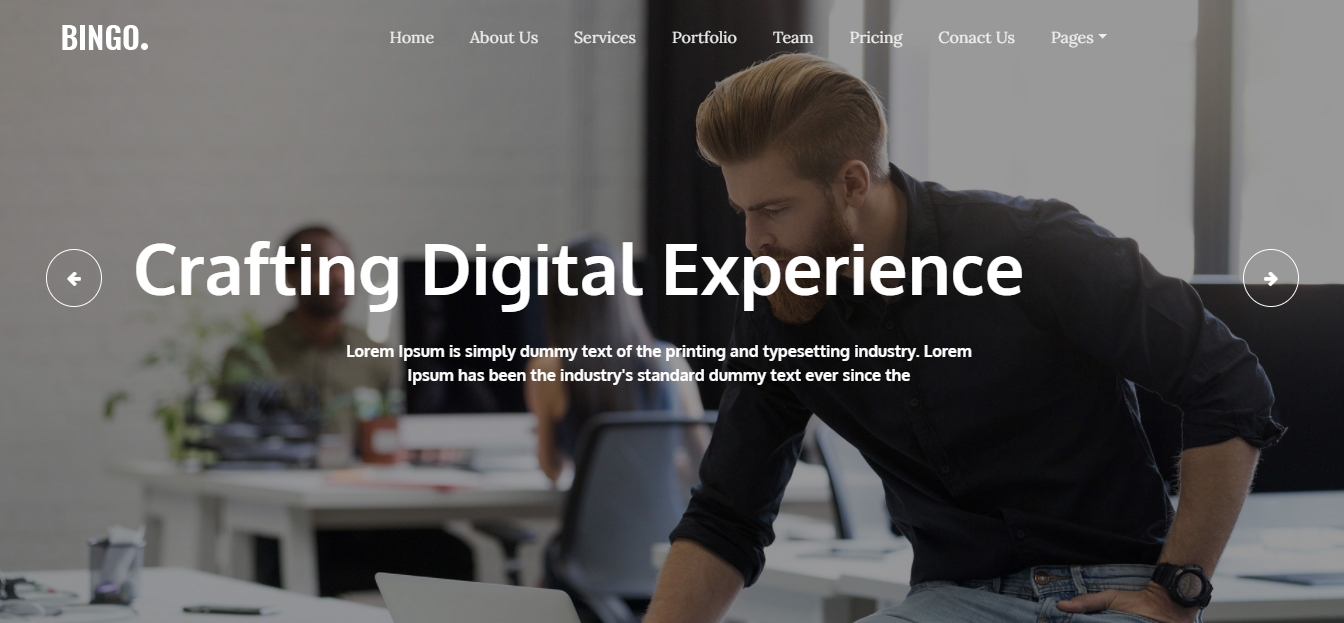 BINGO.
Home About Us Services Portfolio Team Pricing Conact Us Pages
Crafting Digital Experience
Lorem Ipsum is simply dummy text of the printing and typesetting industry. Lorem
Ipsum has been the industry's standard dummy text ever since the